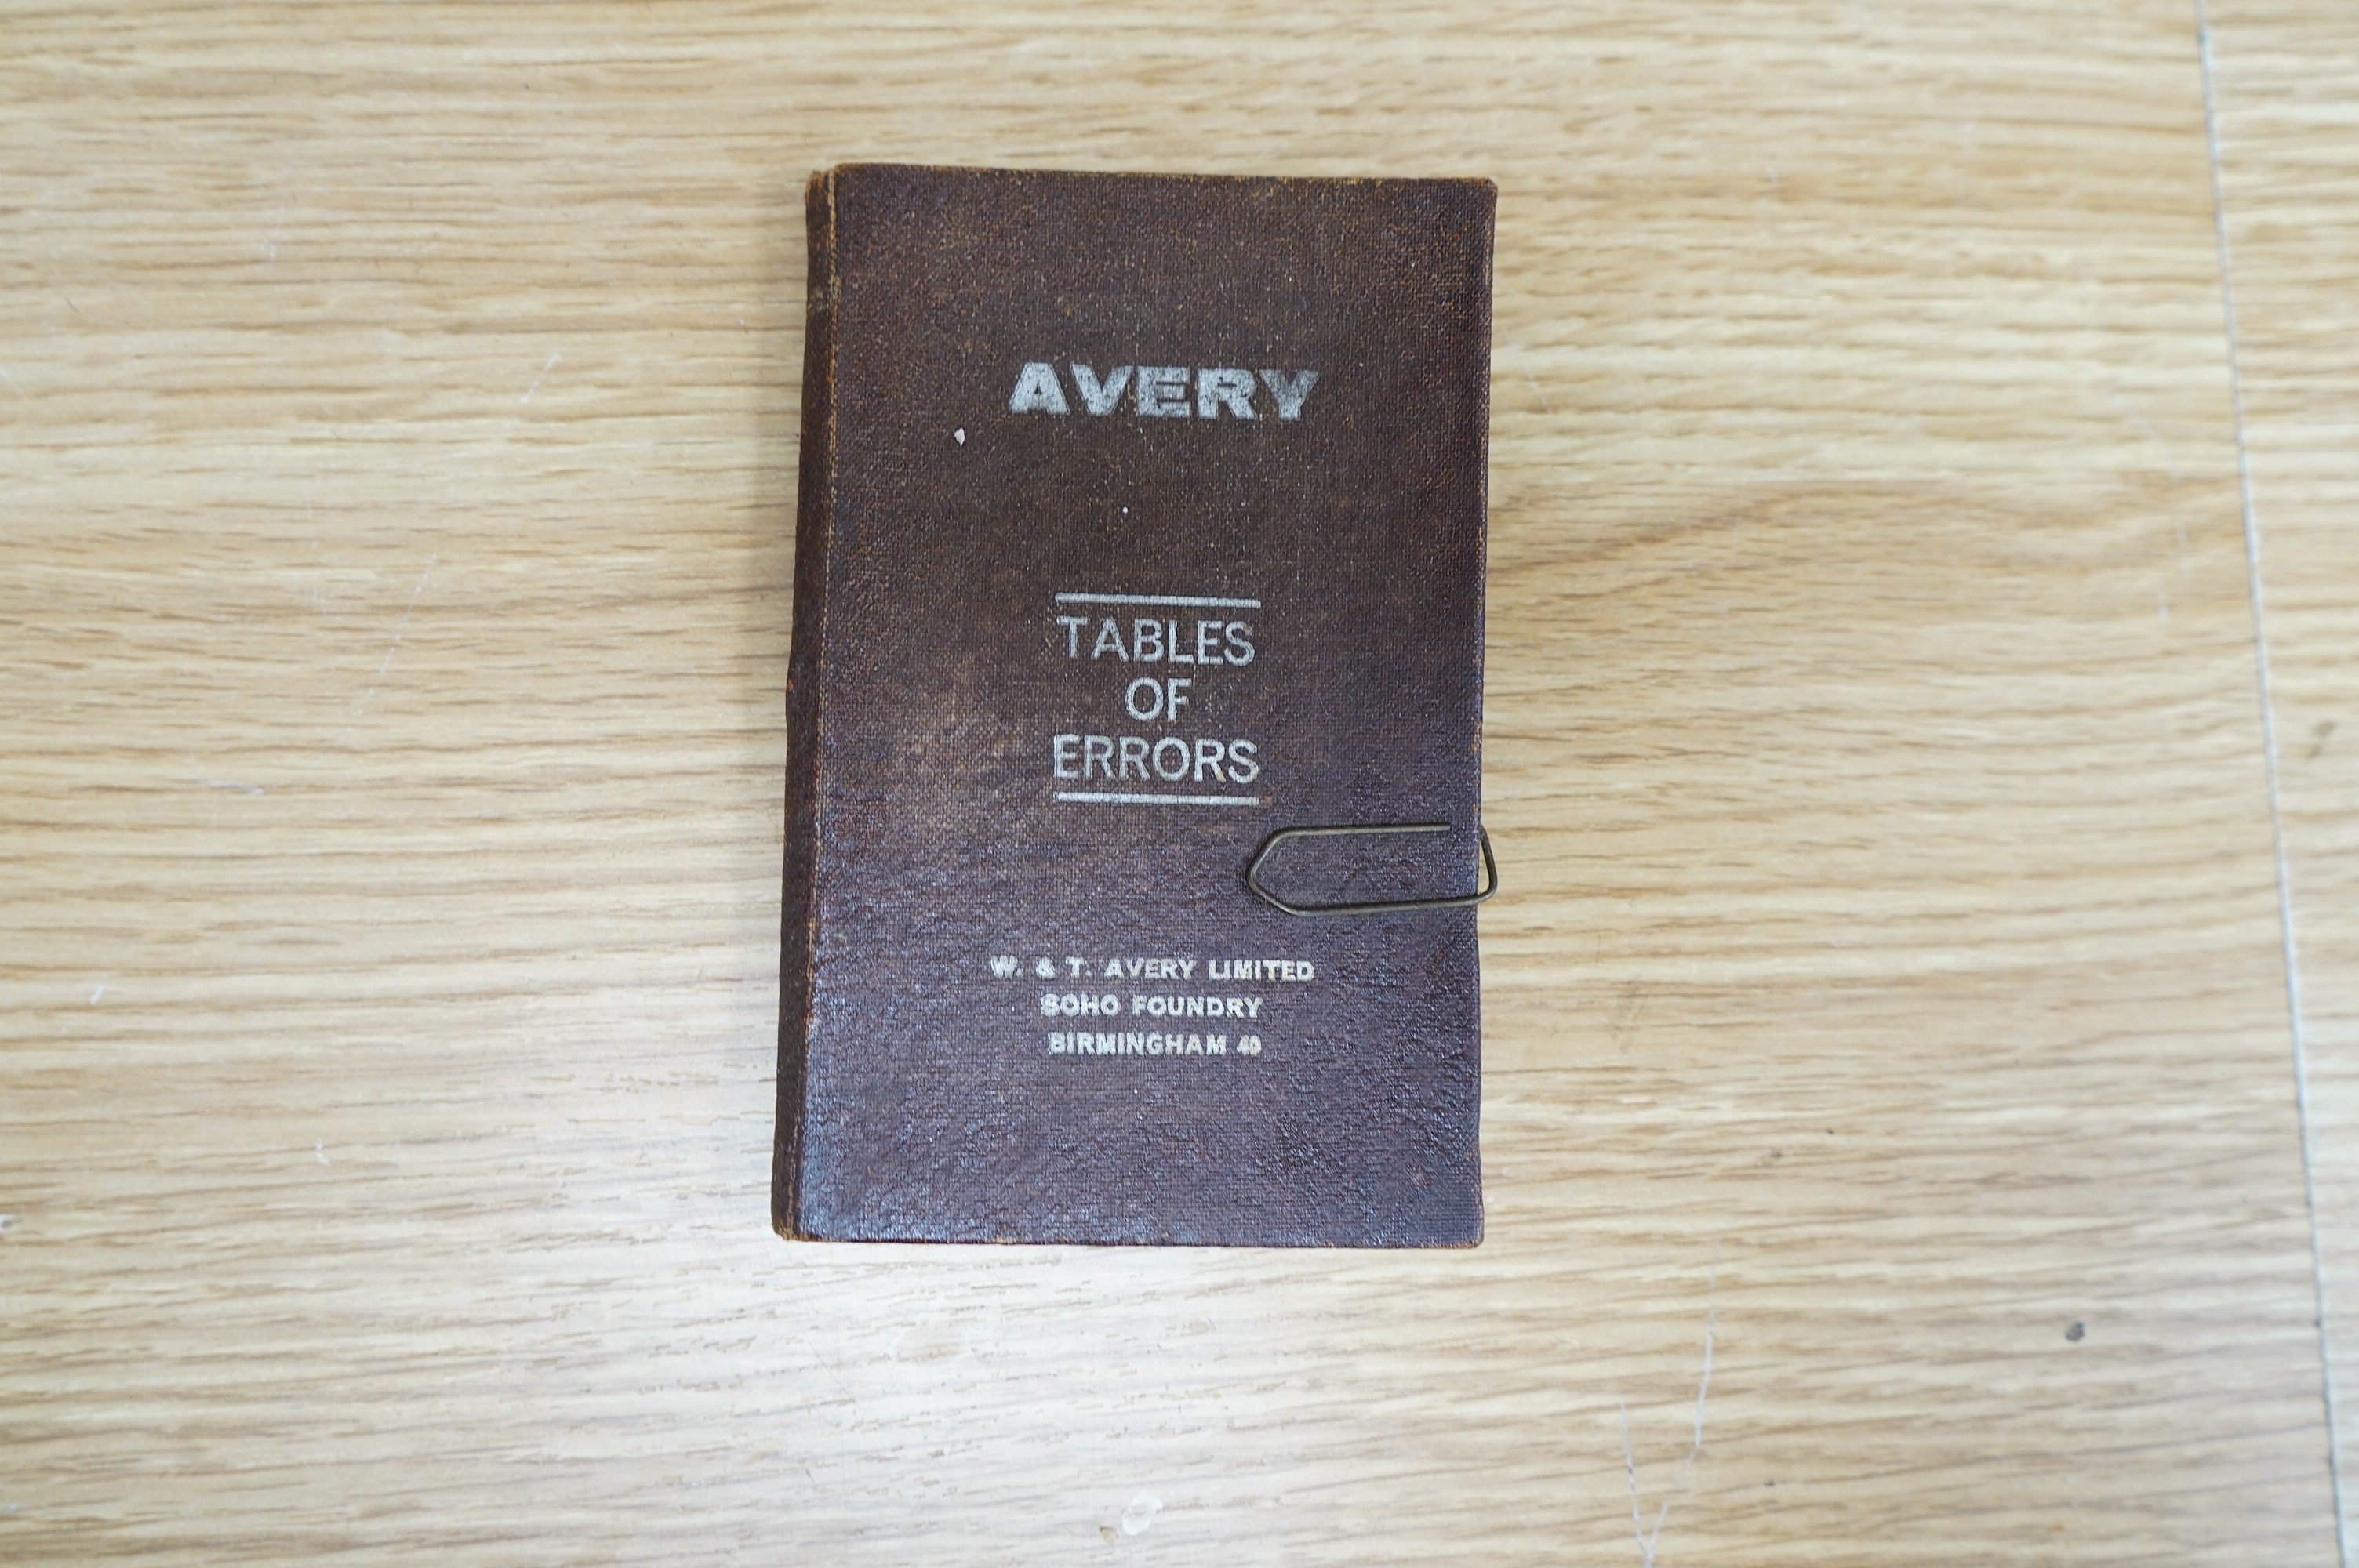 AVERY
TABLES
OF
ERRORS
W. & T. AVERY LIMITED
SOHO FOUNDRY
BIRMINGHAM 40